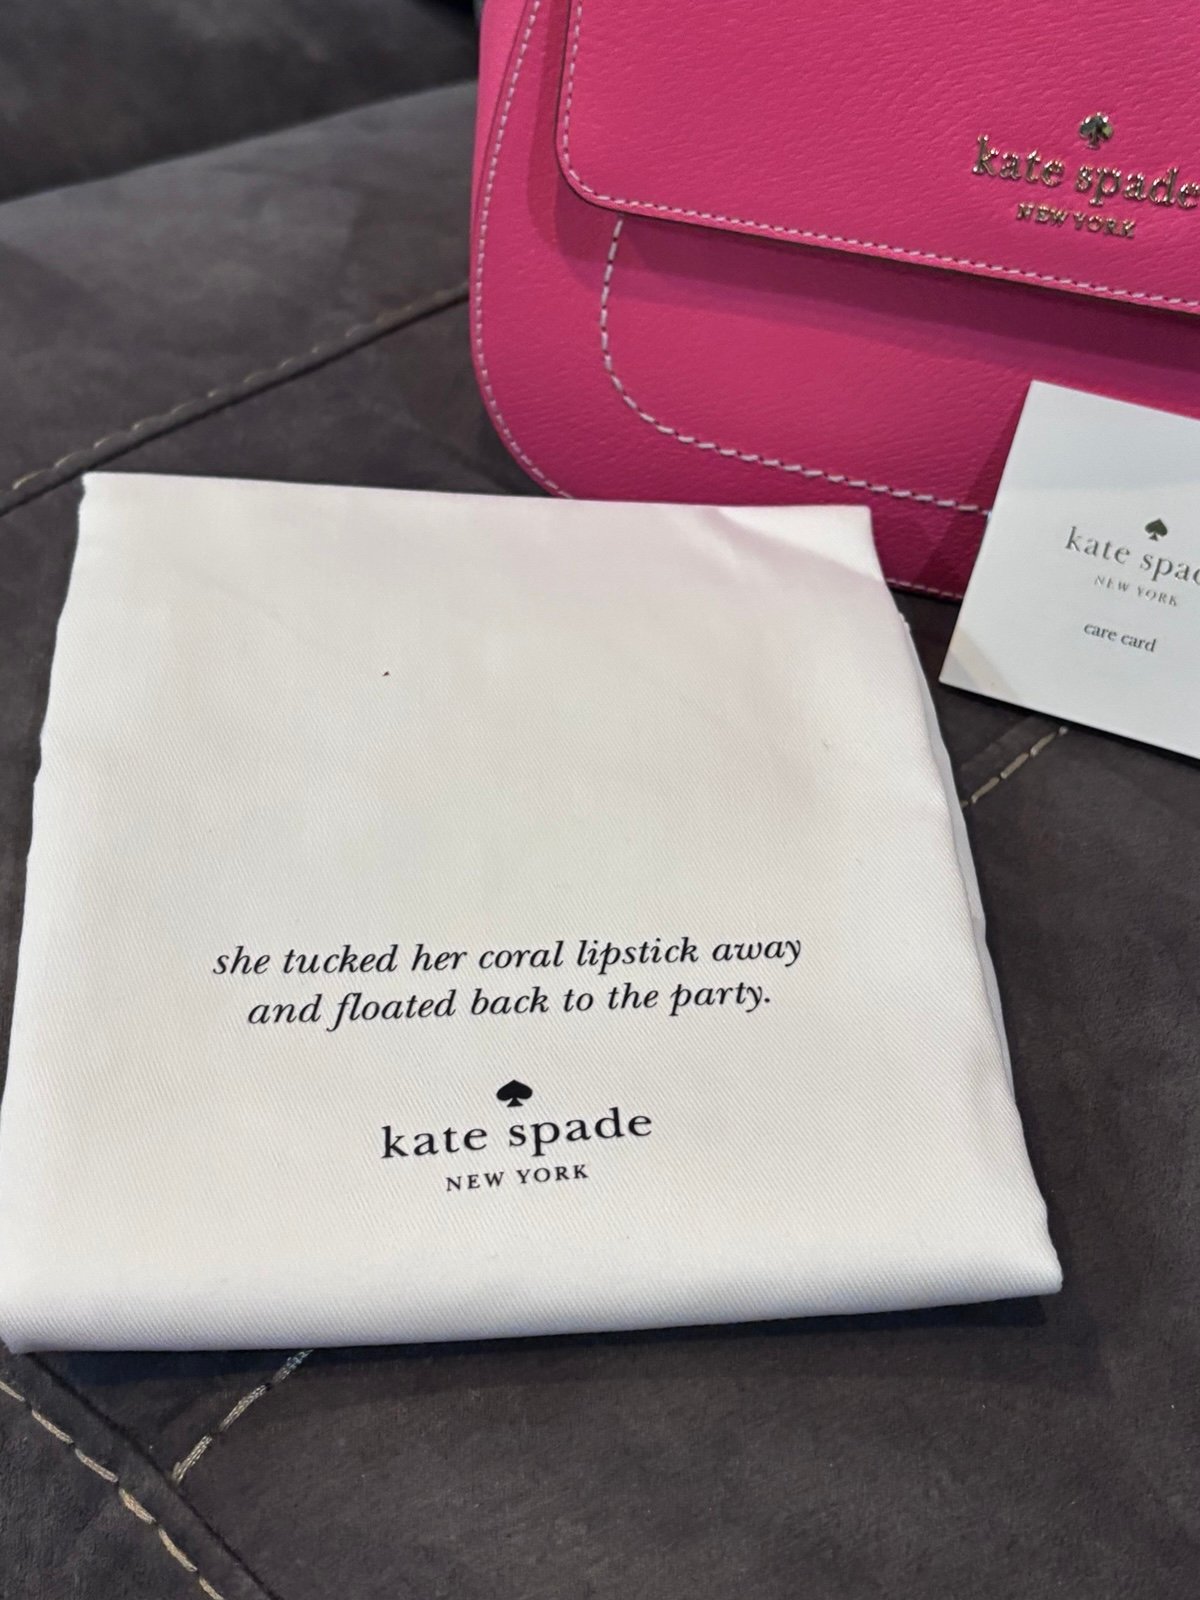 kate spade
NEW YORK
kate spad
NEW YORK
care card
she tucked her coral lipstick away
and floated back to the party.
kate spade
NEW YORK